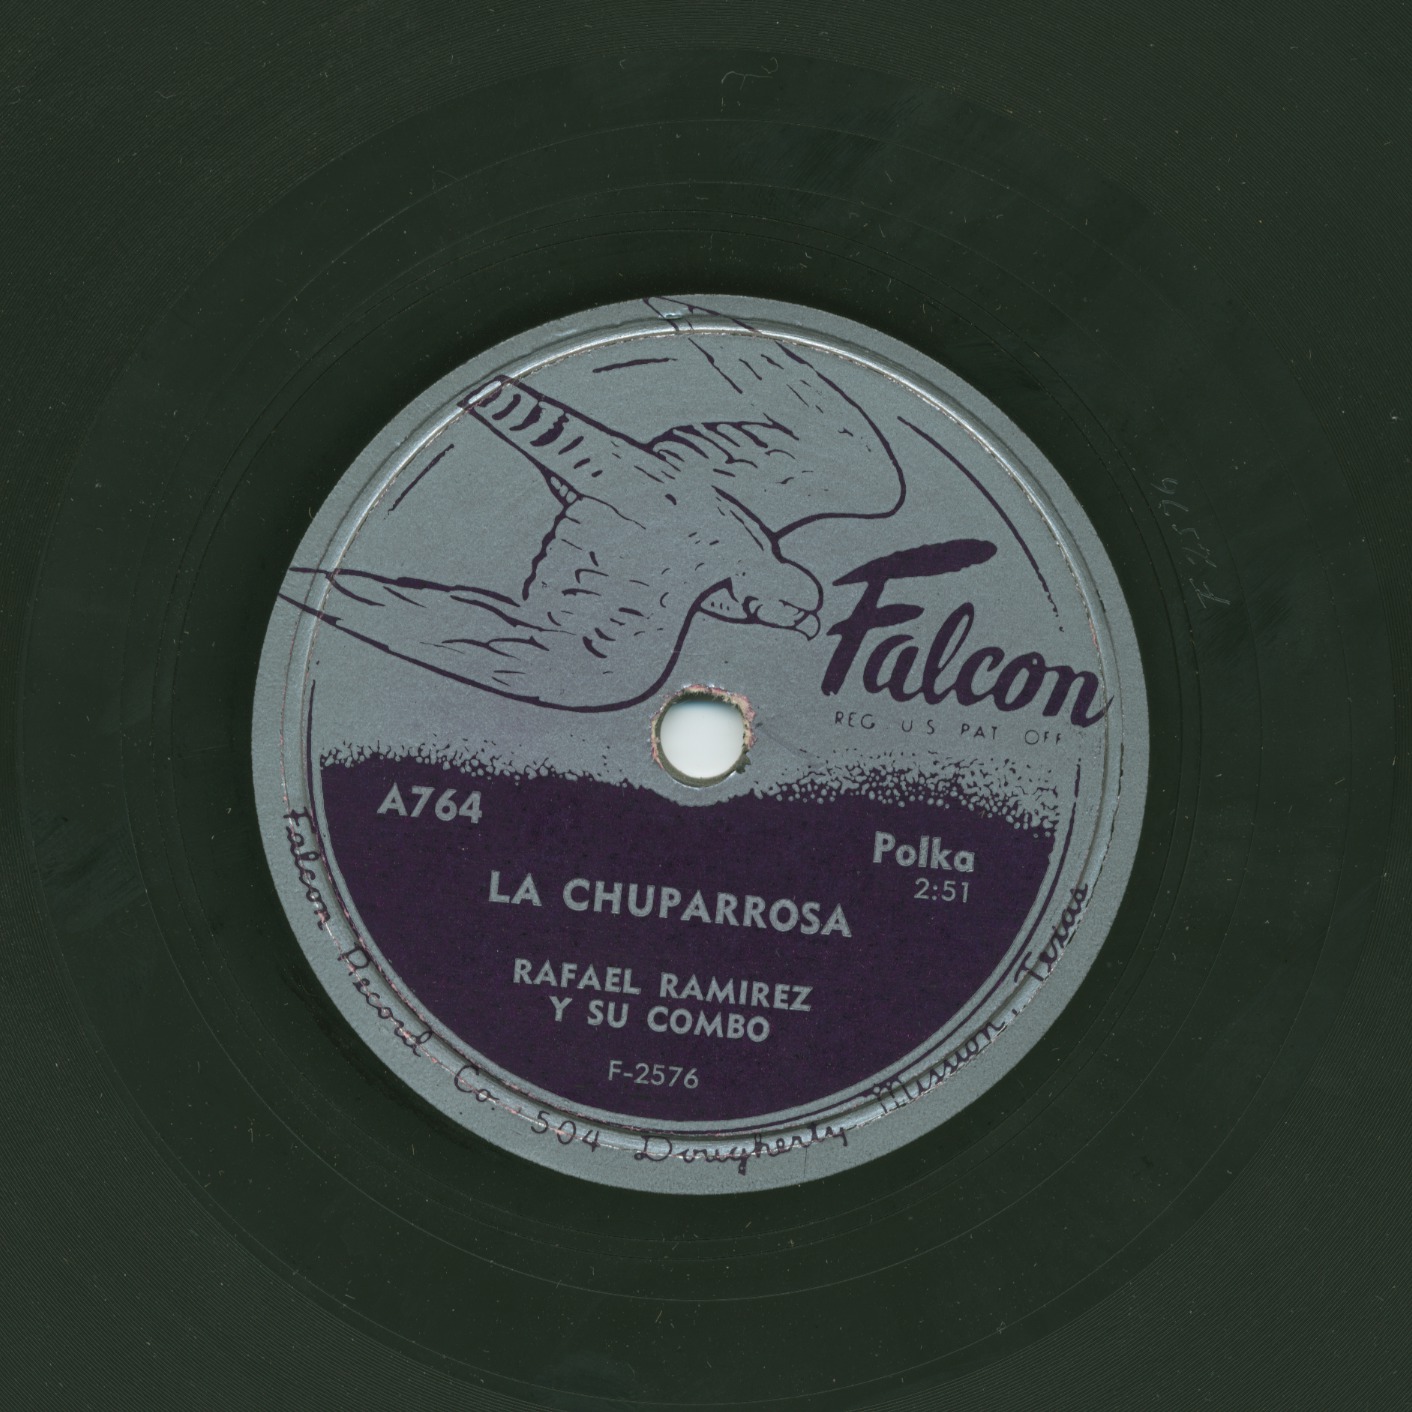 Falcon
REG. U S PAT OFF
A764
Polka
2:51
LA CHUPARROSA
RAFAEL RAMIREZ
Y SU COMBO
F-2576
Falcon Record Co. 504 Dougherty Mission, Texas